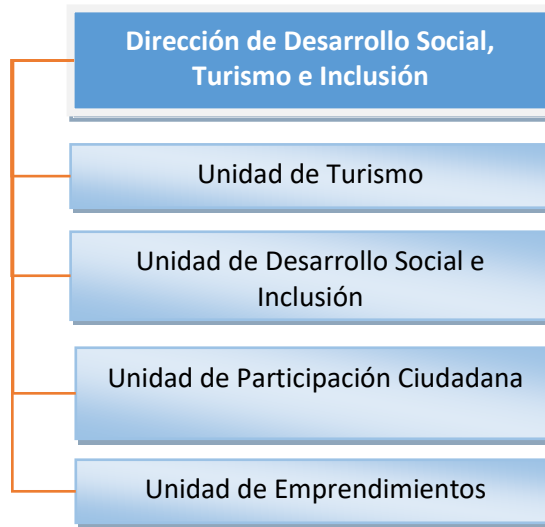 Dirección de Desarrollo Social,
Turismo e Inclusión
Unidad de Turismo
Unidad de Desarrollo Social e
Inclusión
Unidad de Participación Ciudadana
Unidad de Emprendimientos